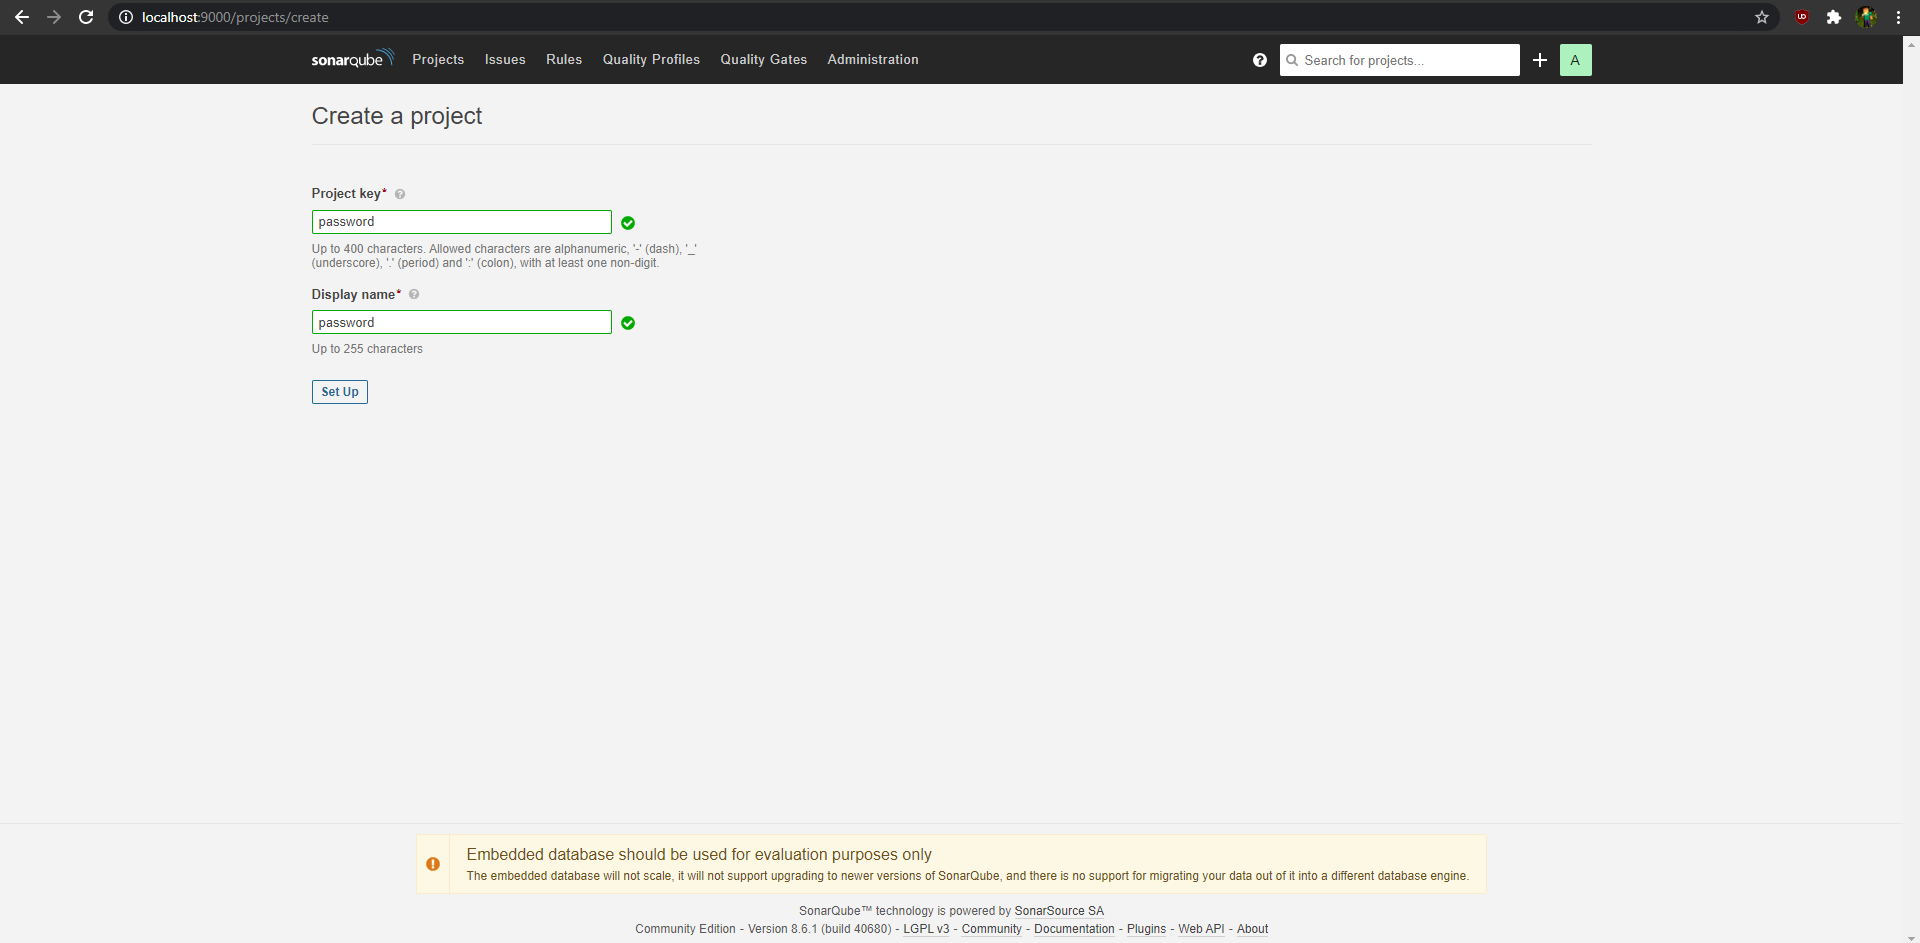 localhost:9000/projects/create
sonarqube Projects Issues Rules Quality Profiles Quality Gates Administration Search for projects... A
Create a project
Project key*
password
Up to 400 characters. Allowed characters are alphanumeric, '-' (dash), '_'
(underscore), '.' (period) and ':' (colon), with at least one non-digit.
Display name*
password
Up to 255 characters
Set Up
Embedded database should be used for evaluation purposes only
The embedded database will not scale, it will not support upgrading to newer versions of SonarQube, and there is no support for migrating your data out of it into a different database engine.
SonarQube™ technology is powered by SonarSource SA
Community Edition - Version 8.6.1 (build 40680) - LGPL v3 - Community - Documentation - Plugins - Web API - About